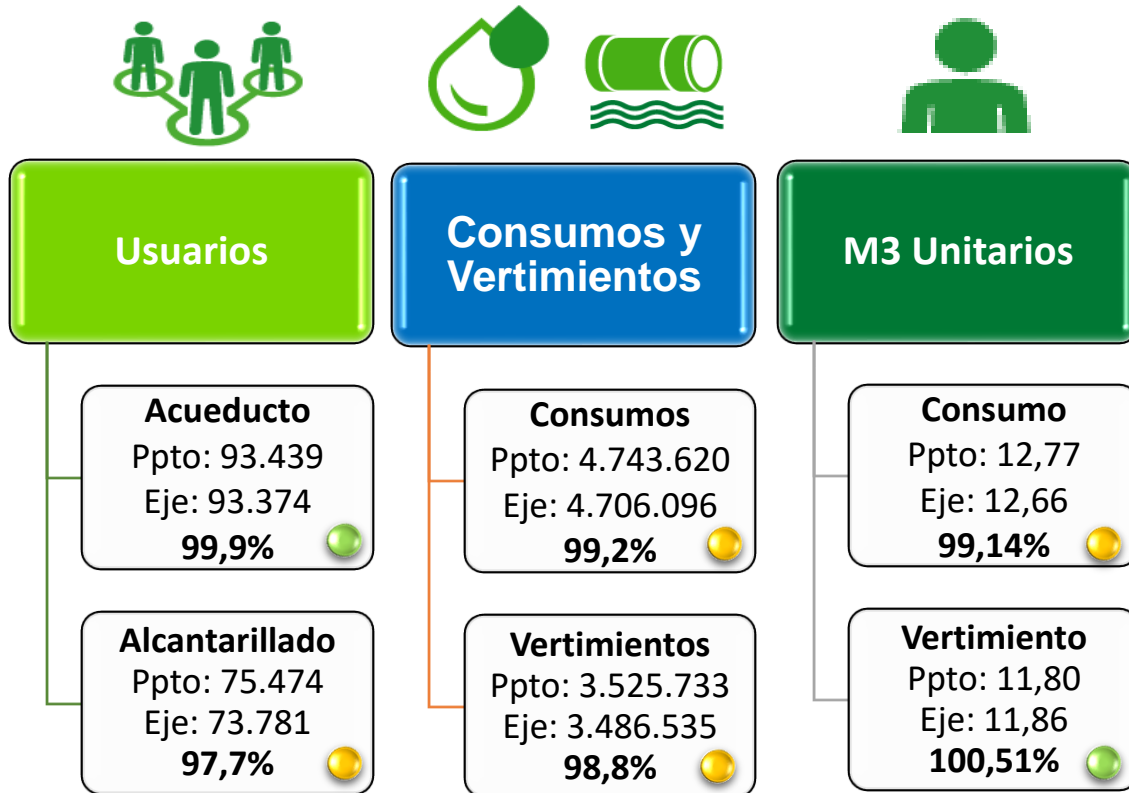 Usuarios
Acueducto
Ppto: 93.439
Eje: 93.374
99,9%
Alcantarillado
Ppto: 75.474
Eje: 73.781
97,7%
Consumos y
Vertimientos
Consumos
Ppto: 4.743.620
Eje: 4.706.096
99,2%
Vertimientos
Ppto: 3.525.733
Eje: 3.486.535
98,8%
M3 Unitarios
Consumo
Ppto: 12,77
Eje: 12,66
99,14%
Vertimiento
Ppto: 11,80
Eje: 11,86
100,51%